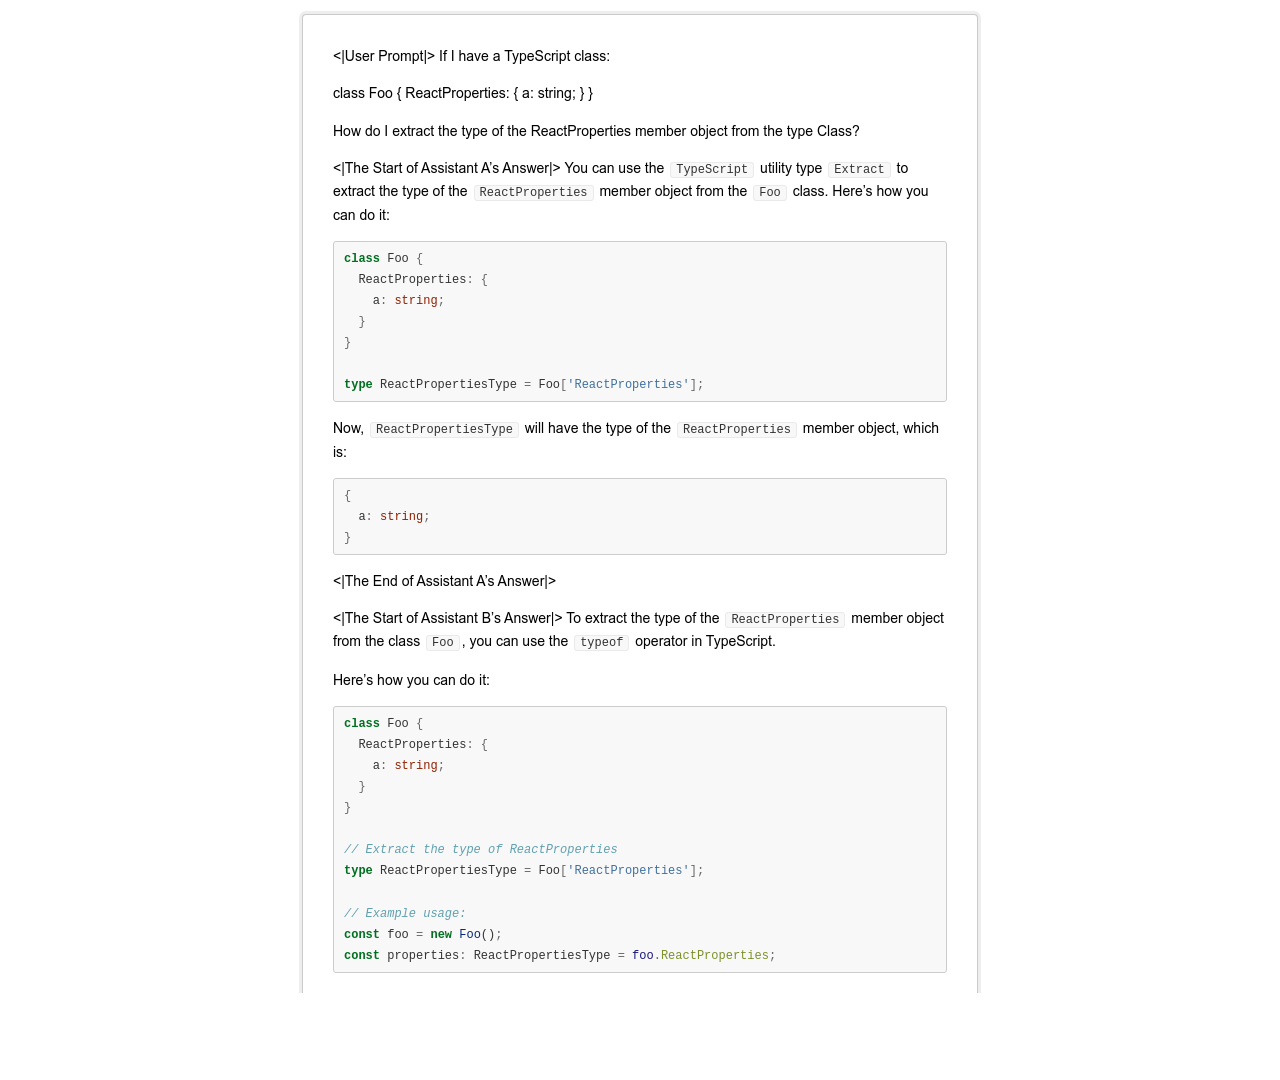 <|User Prompt|> If I have a TypeScript class:
class Foo { ReactProperties: { a: string; } }
How do I extract the type of the ReactProperties member object from the type Class?
<|The Start of Assistant A’s Answer|> You can use the TypeScript utility type Extract to
extract the type of the ReactProperties member object from the Foo class. Here’s how you
can do it:
class Foo {
  ReactProperties: {
    a: string;
  }
}

type ReactPropertiesType = Foo['ReactProperties'];
Now, ReactPropertiesType will have the type of the ReactProperties member object, which
is:
{
  a: string;
}
<|The End of Assistant A’s Answer|>
<|The Start of Assistant B’s Answer|> To extract the type of the ReactProperties member object
from the class Foo, you can use the typeof operator in TypeScript.
Here’s how you can do it:
class Foo {
  ReactProperties: {
    a: string;
  }
}

// Extract the type of ReactProperties
type ReactPropertiesType = Foo['ReactProperties'];

// Example usage:
const foo = new Foo();
const properties: ReactPropertiesType = foo.ReactProperties;